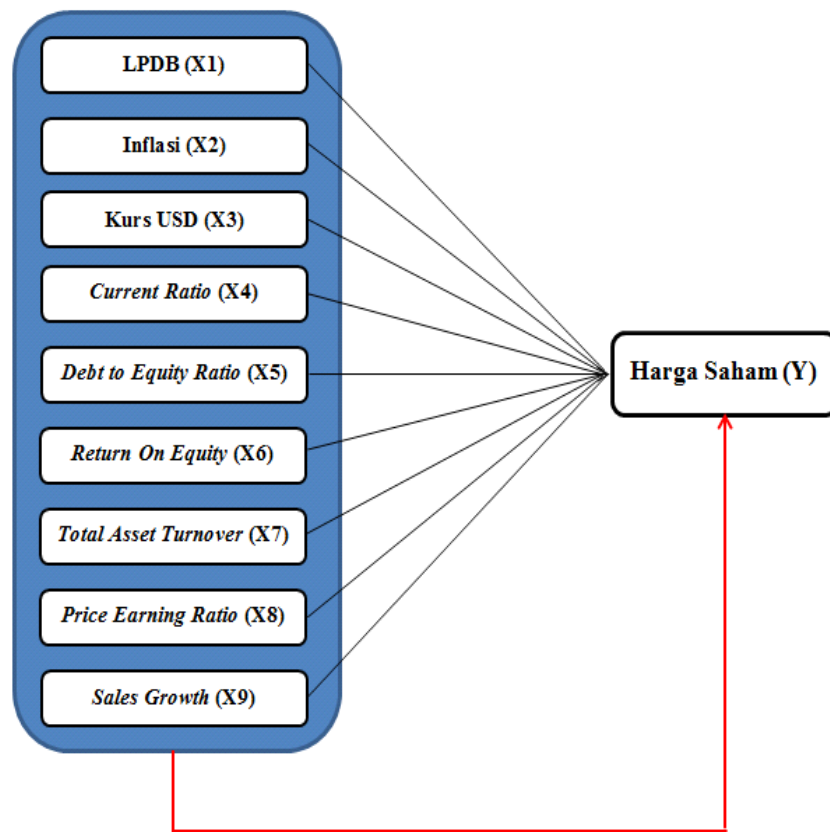 LPDB (X1)
Inflasi (X2)
Kurs USD (X3)
Current Ratio (X4)
Debt to Equity Ratio (X5)
Return On Equity (X6)
Total Asset Turnover (X7)
Price Earning Ratio (X8)
Sales Growth (X9)
Harga Saham (Y)